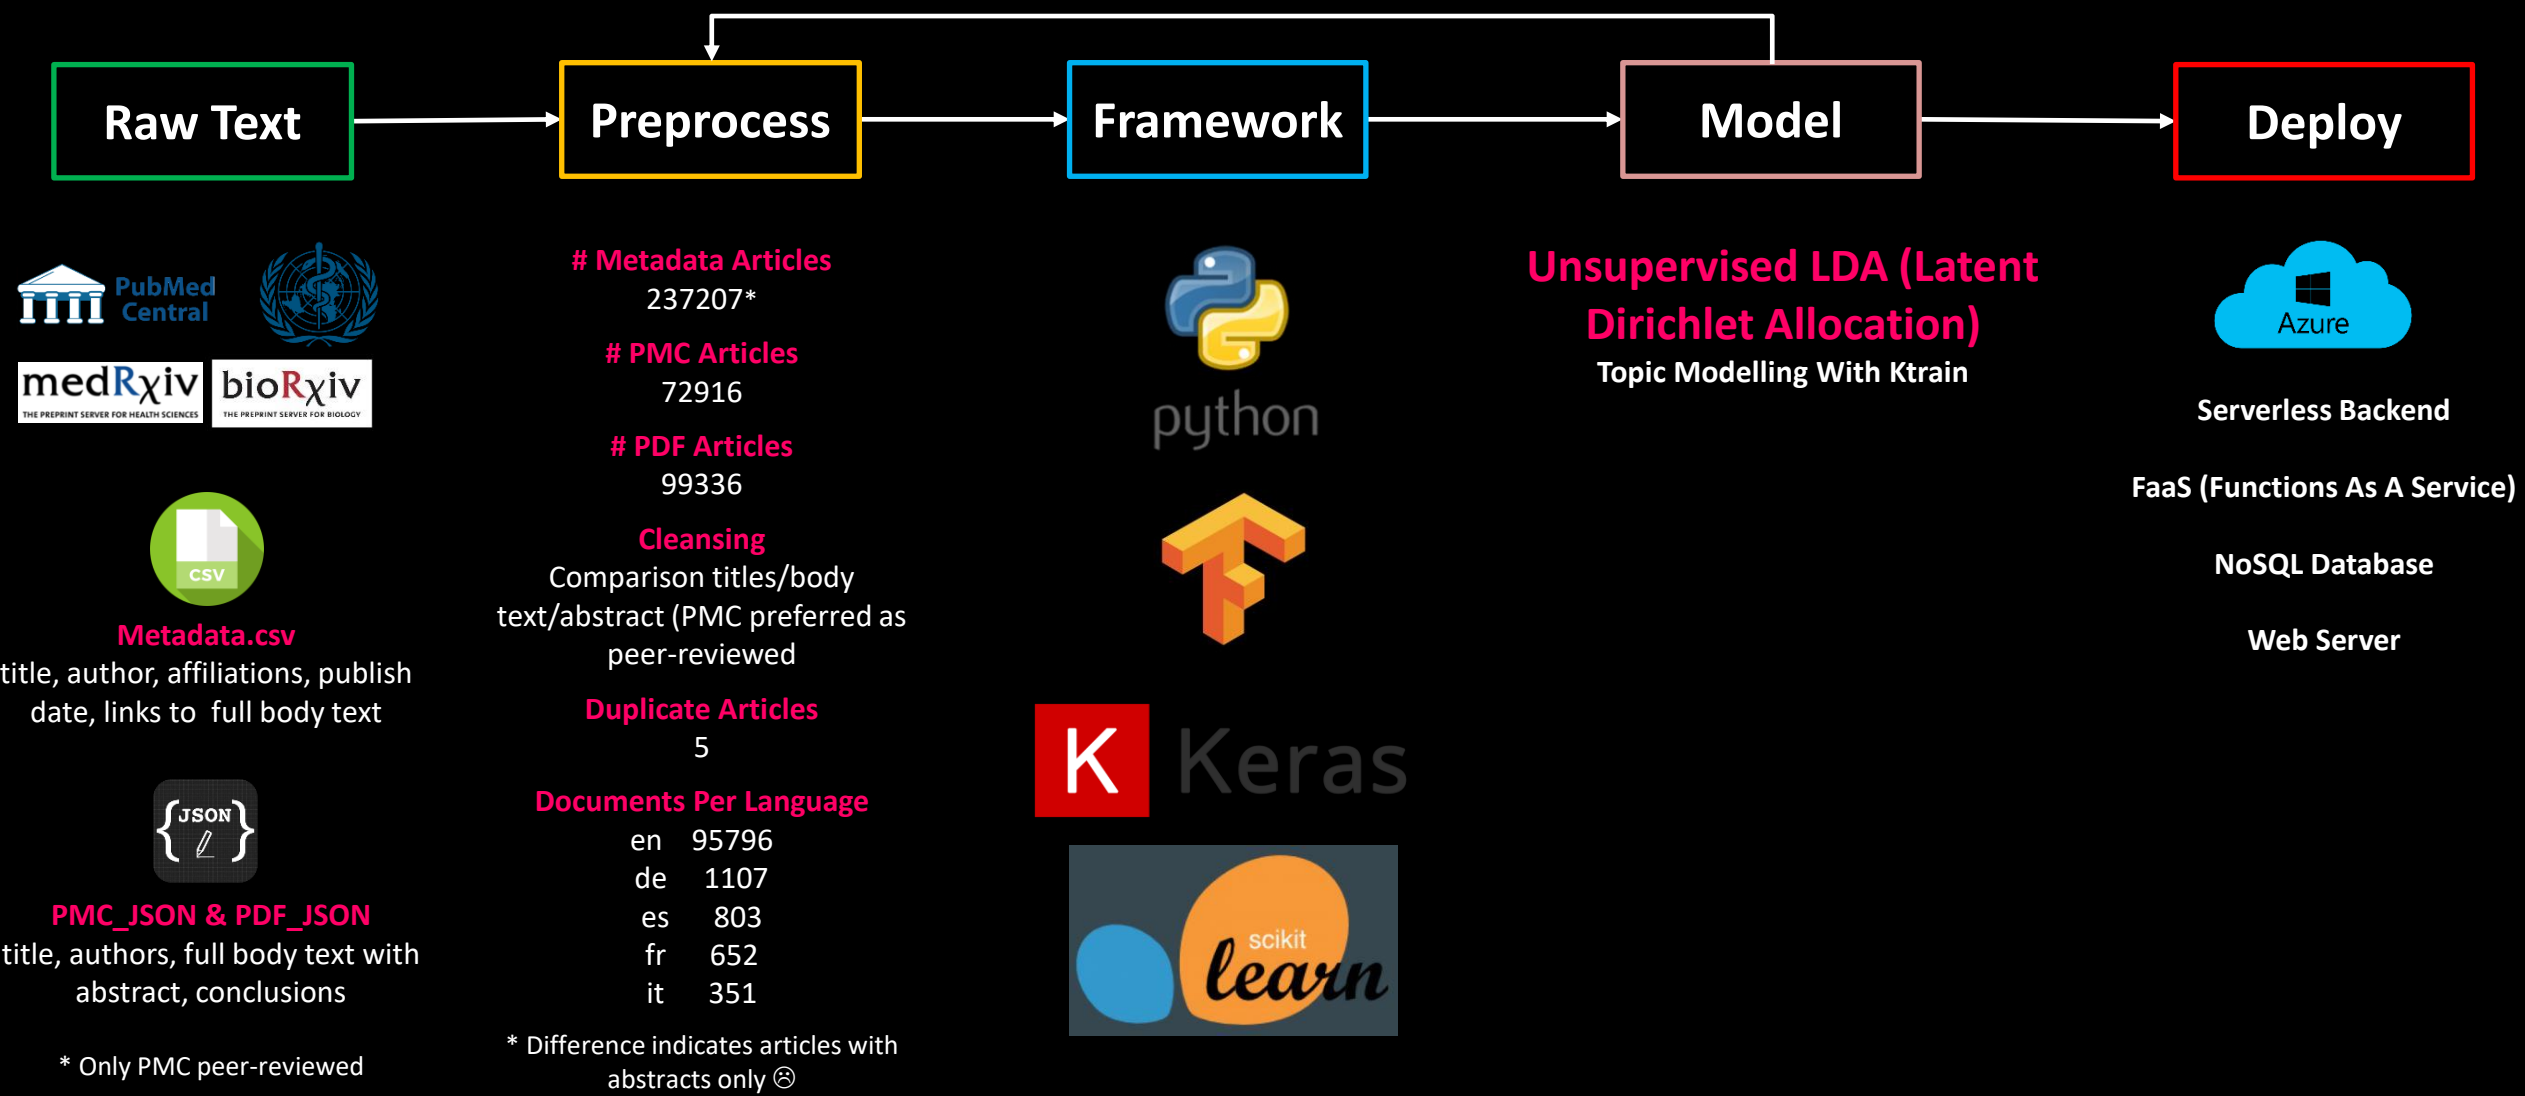 Raw Text
Preprocess
Framework
Model
Deploy
PubMed
Central
medRxiv
THE PREPRINT SERVER FOR HEALTH SCIENCES
bioRxiv
THE PREPRINT SERVER FOR BIOLOGY
CSV
Metadata.csv
title, author, affiliations, publish
date, links to full body text
{JSON}
PMC_JSON & PDF_JSON
title, authors, full body text with
abstract, conclusions
* Only PMC peer-reviewed
# Metadata Articles
237207*
# PMC Articles
72916
# PDF Articles
99336
Cleansing
Comparison titles/body
text/abstract (PMC preferred as
peer-reviewed
Duplicate Articles
5
Documents Per Language
en 95796
de 1107
es 803
fr 652
it 351
* Difference indicates articles with
abstracts only ☹
python
K Keras
scikit
learn
Unsupervised LDA (Latent
Dirichlet Allocation)
Topic Modelling With Ktrain
Azure
Serverless Backend
FaaS (Functions As A Service)
NoSQL Database
Web Server